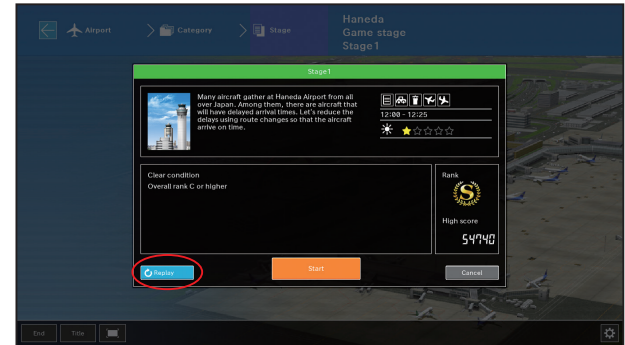 Airport
Category
Stage
Haneda
Game stage
Stage1
Stage1
Many aircraft gather at Haneda Airport from all
over Japan. Among them, there are aircraft that
will have delayed arrival times. Let's reduce the
delays using route changes so that the aircraft
arrive on time.
12:00 - 12:25
Clear condition
Overall rank C or higher
Rank
S
High score
54740
Replay
Start
Cancel
End
Title